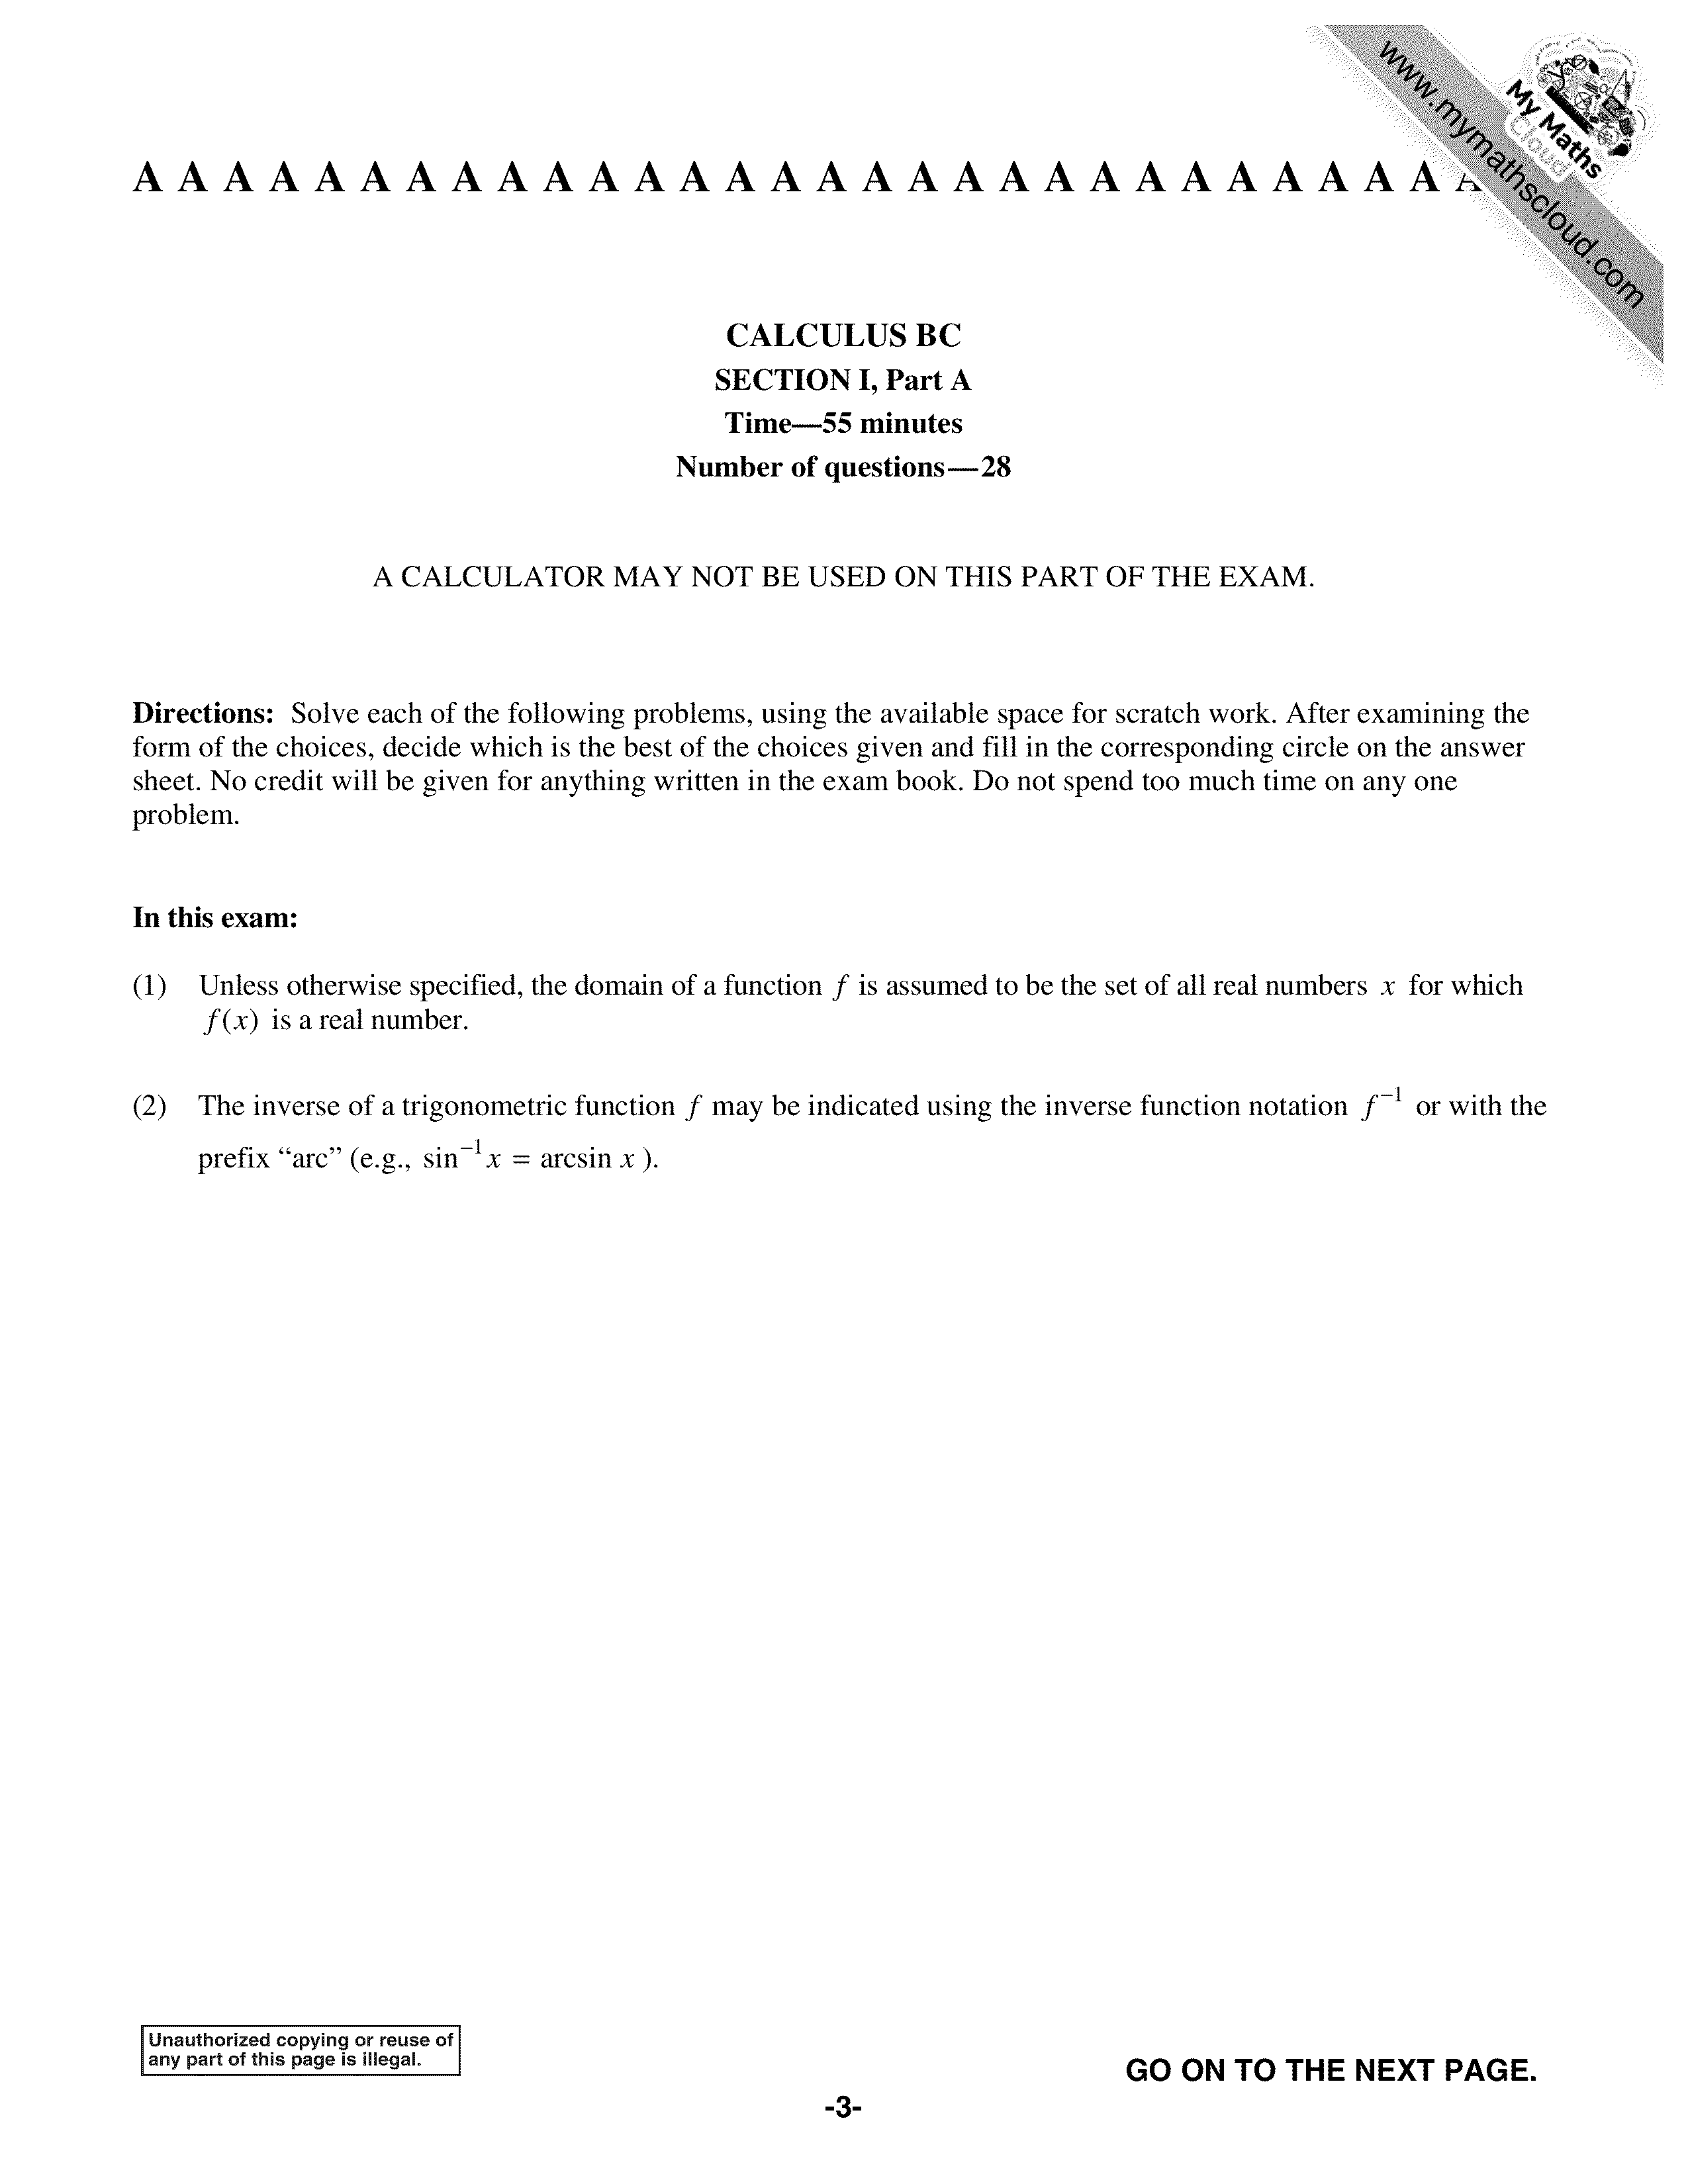 www.mymathscloud.com
My Maths
Cloud
A A A A A A A A A A A A A A A A A A A A A A A A A A A A A A
CALCULUS BC
SECTION I, Part A
Time—55 minutes
Number of questions—28
A CALCULATOR MAY NOT BE USED ON THIS PART OF THE EXAM.
Directions: Solve each of the following problems, using the available space for scratch work. After examining the
form of the choices, decide which is the best of the choices given and fill in the corresponding circle on the answer
sheet. No credit will be given for anything written in the exam book. Do not spend too much time on any one
problem.
In this exam:
(1) Unless otherwise specified, the domain of a function f is assumed to be the set of all real numbers x for which
f(x) is a real number.
(2) The inverse of a trigonometric function f may be indicated using the inverse function notation f⁻¹ or with the
prefix “arc” (e.g., sin⁻¹x = arcsin x ).
Unauthorized copying or reuse of
any part of this page is illegal.
GO ON TO THE NEXT PAGE.
-3-